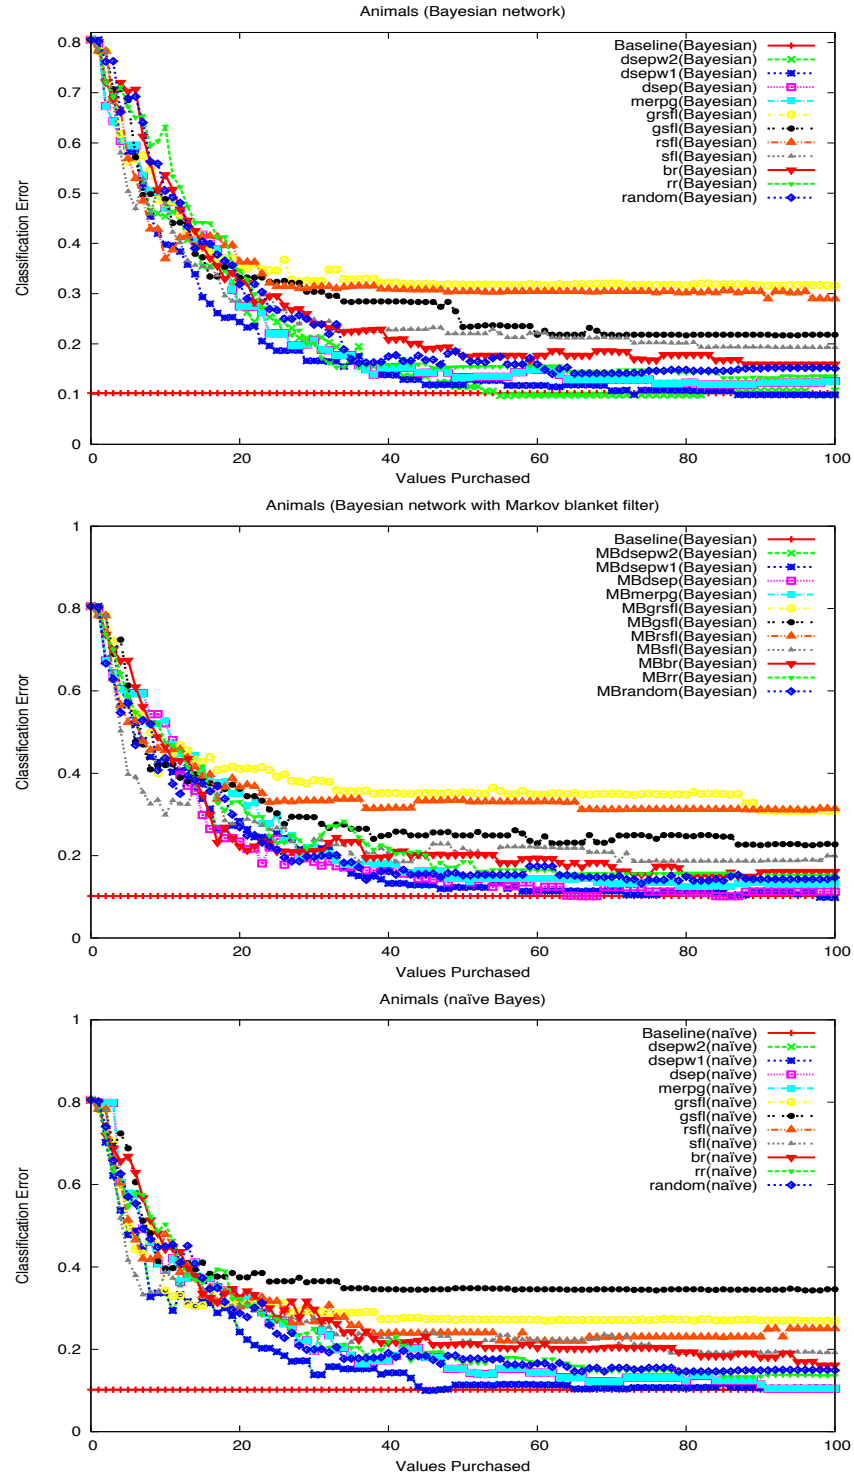 Animals (Bayesian network)
0.8
0.7
0.6
0.5
0.4
0.3
0.2
0.1
0
Classification Error
Baseline(Bayesian)
dsepw2(Bayesian)
dsepw1(Bayesian)
dsep(Bayesian)
merpg(Bayesian)
grsfl(Bayesian)
gsfl(Bayesian)
rsfl(Bayesian)
sfl(Bayesian)
br(Bayesian)
rr(Bayesian)
random(Bayesian)
0 20 40 60 80 100
Values Purchased
Animals (Bayesian network with Markov blanket filter)
1
0.8
0.6
0.4
0.2
0
Classification Error
Baseline(Bayesian)
MBdsepw2(Bayesian)
MBdsepw1(Bayesian)
MBdsep(Bayesian)
MBmerpg(Bayesian)
MBgrsfl(Bayesian)
MBgsfl(Bayesian)
MBrsfl(Bayesian)
MBsfl(Bayesian)
MBbr(Bayesian)
MBrr(Bayesian)
MBrandom(Bayesian)
0 20 40 60 80 100
Values Purchased
Animals (naïve Bayes)
1
0.8
0.6
0.4
0.2
0
Classification Error
Baseline(naïve)
dsepw2(naïve)
dsepw1(naïve)
dsep(naïve)
merpg(naïve)
grsfl(naïve)
gsfl(naïve)
rsfl(naïve)
sfl(naïve)
br(naïve)
rr(naïve)
random(naïve)
0 20 40 60 80 100
Values Purchased